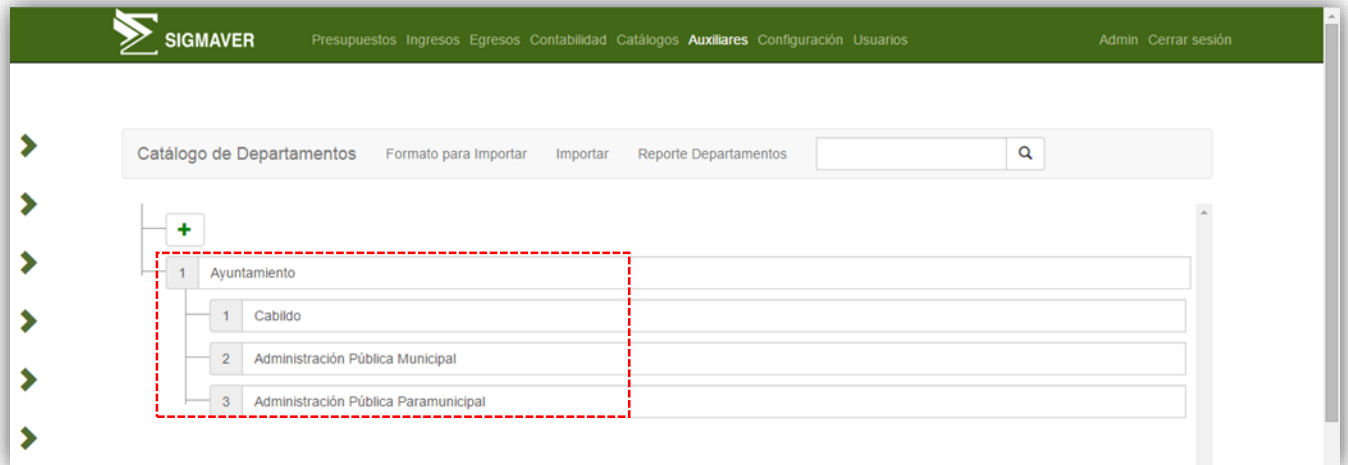 SIGMAVER Presupuestos Ingresos Egresos Contabilidad Catálogos Auxiliares Configuración Usuarios Admin Cerrar sesión
Catálogo de Departamentos Formato para Importar Importar Reporte Departamentos
1 Ayuntamiento
1 Cabildo
2 Administración Pública Municipal
3 Administración Pública Paramunicipal